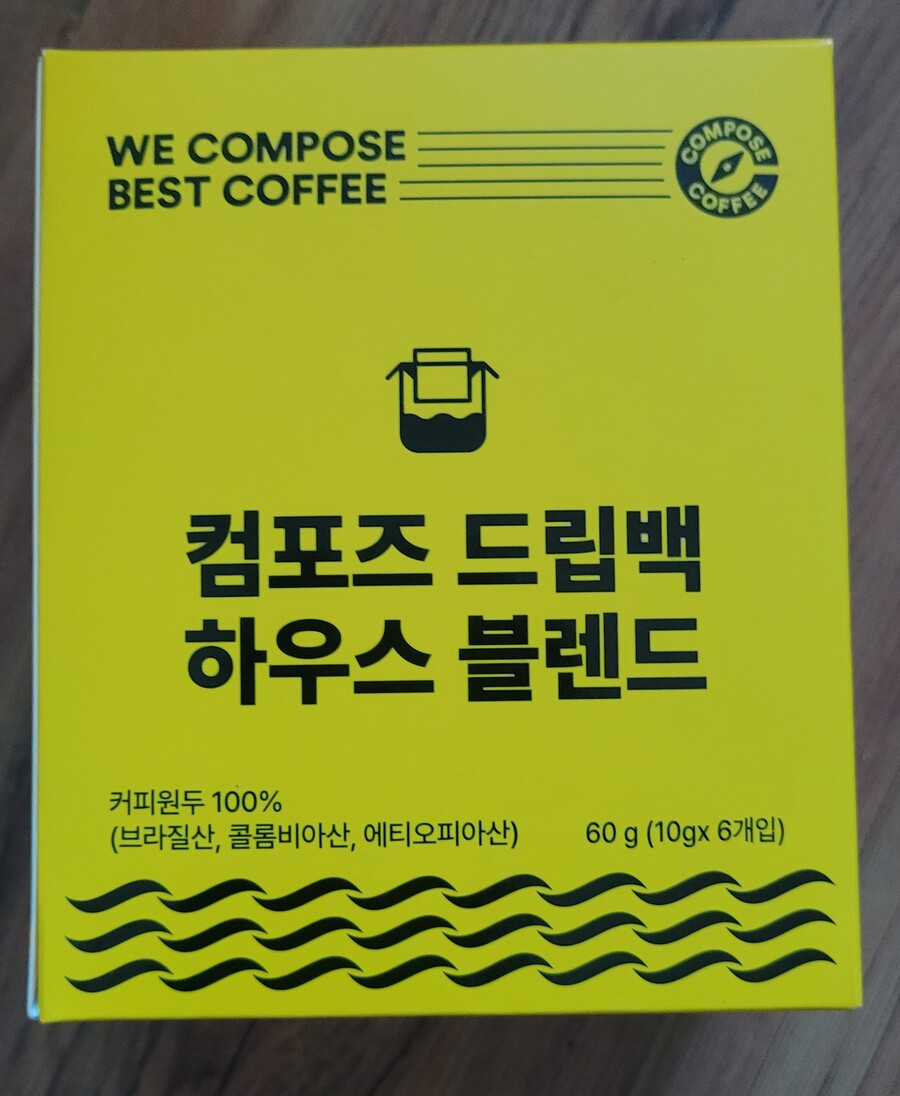 WE COMPOSE
BEST COFFEE
COMPOSE
COFFEE
컴포즈 드립백
하우스 블렌드
커피원두 100%
(브라질산, 콜롬비아산, 에티오피아산)
60 g (10gx 6개입)